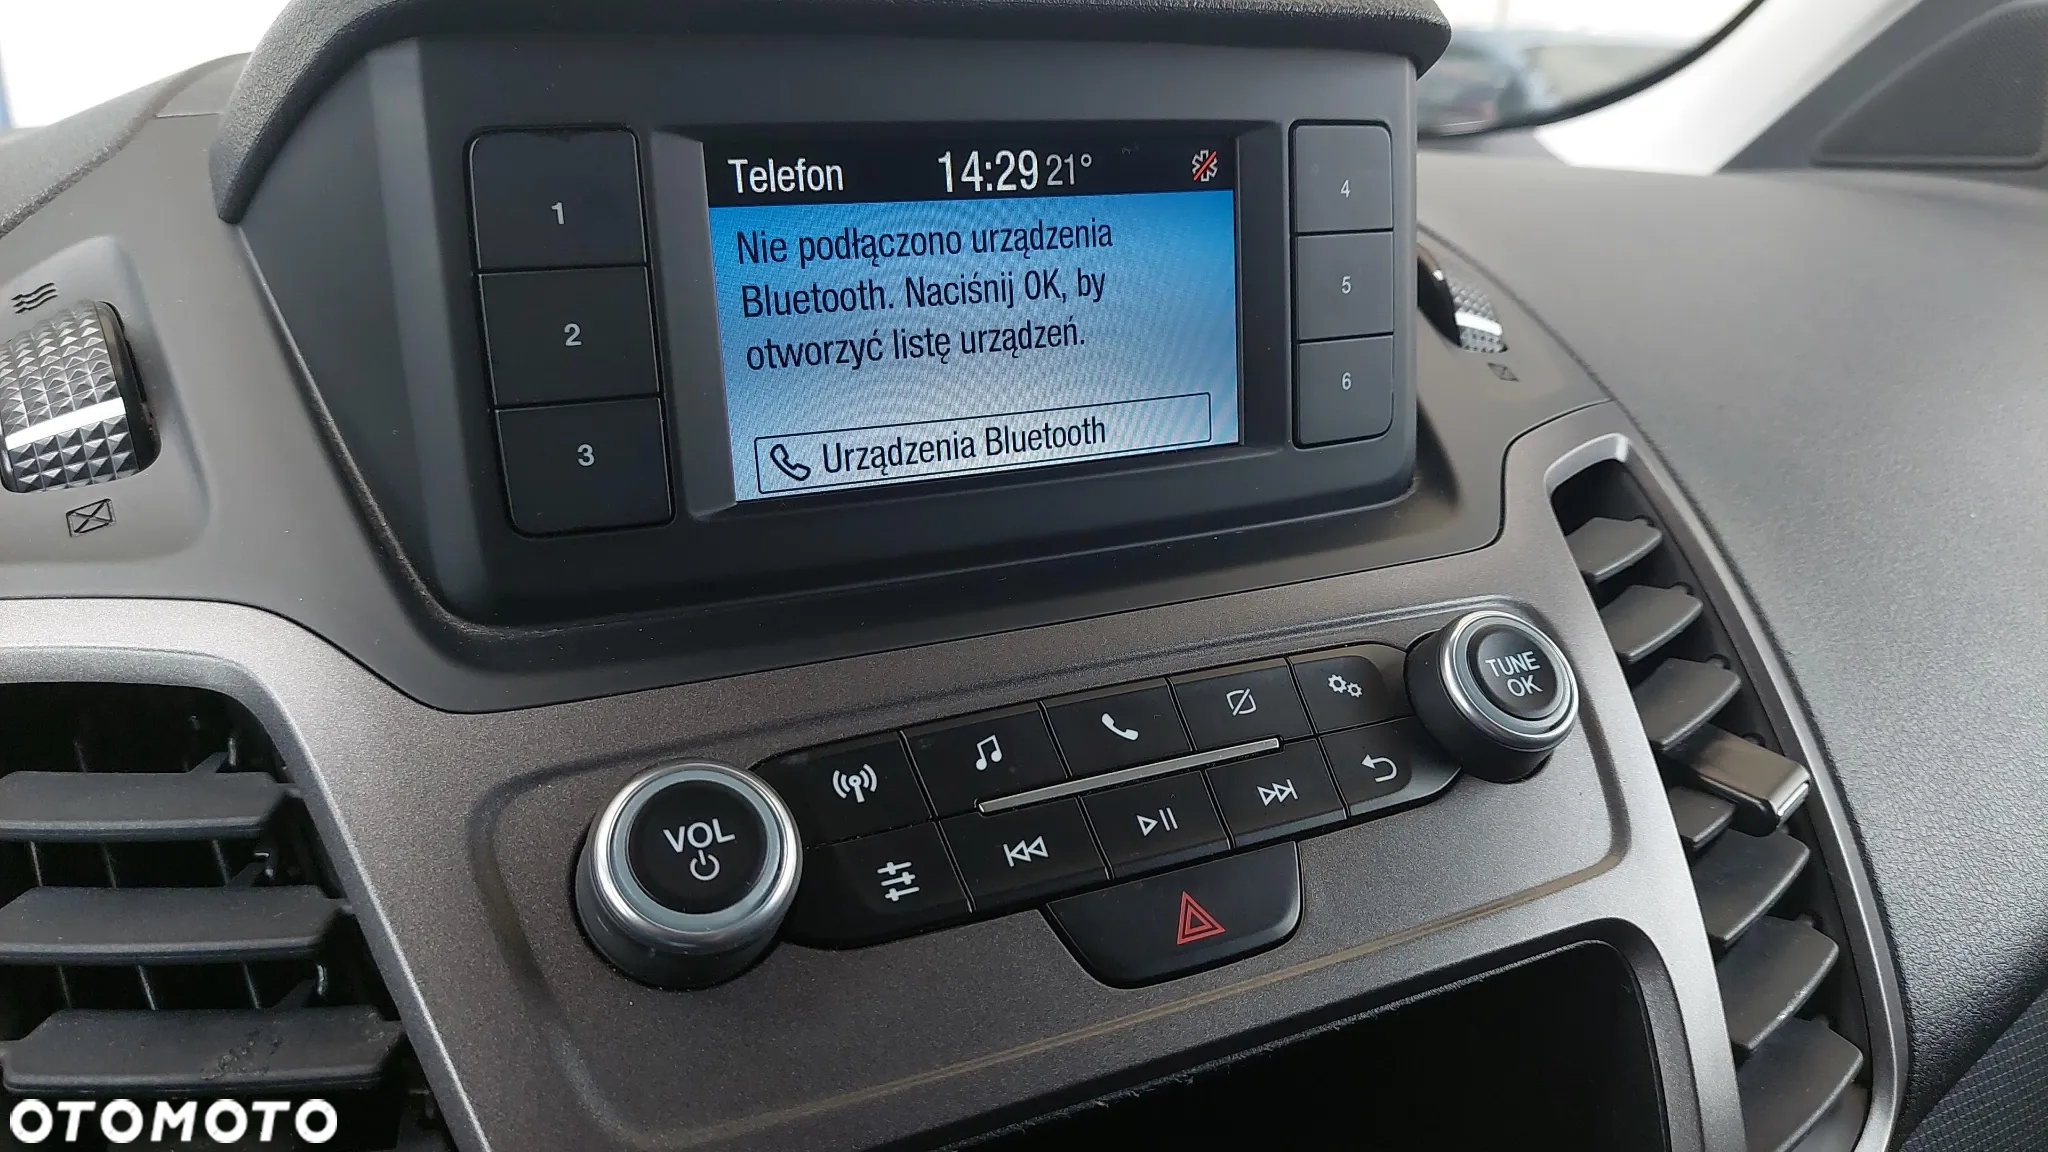 Telefon 14:29 21°
Nie podłączono urządzenia
Bluetooth. Naciśnij OK, by
otworzyć listę urządzeń.
Urządzenia Bluetooth
1
2
3
4
5
6
VOL
TUNE
OK
OTOMOTO